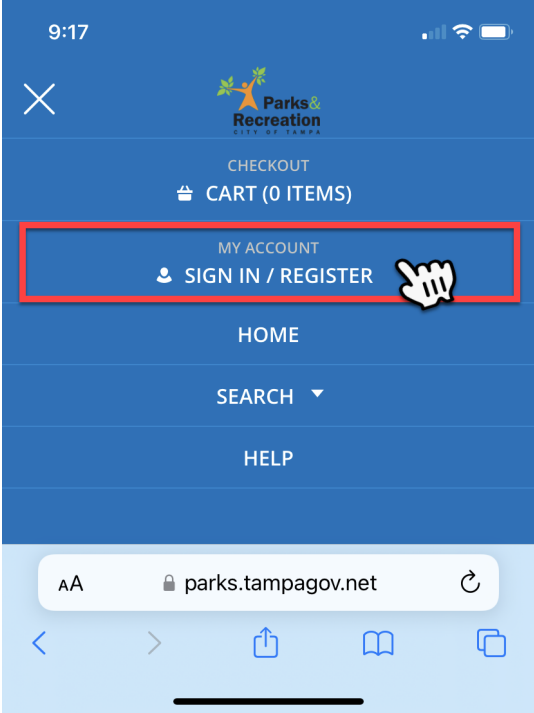 9:17
Parks&
Recreation
CITY OF TAMPA
CHECKOUT
CART (0 ITEMS)
MY ACCOUNT
SIGN IN / REGISTER
HOME
SEARCH
HELP
AA
parks.tampagov.net